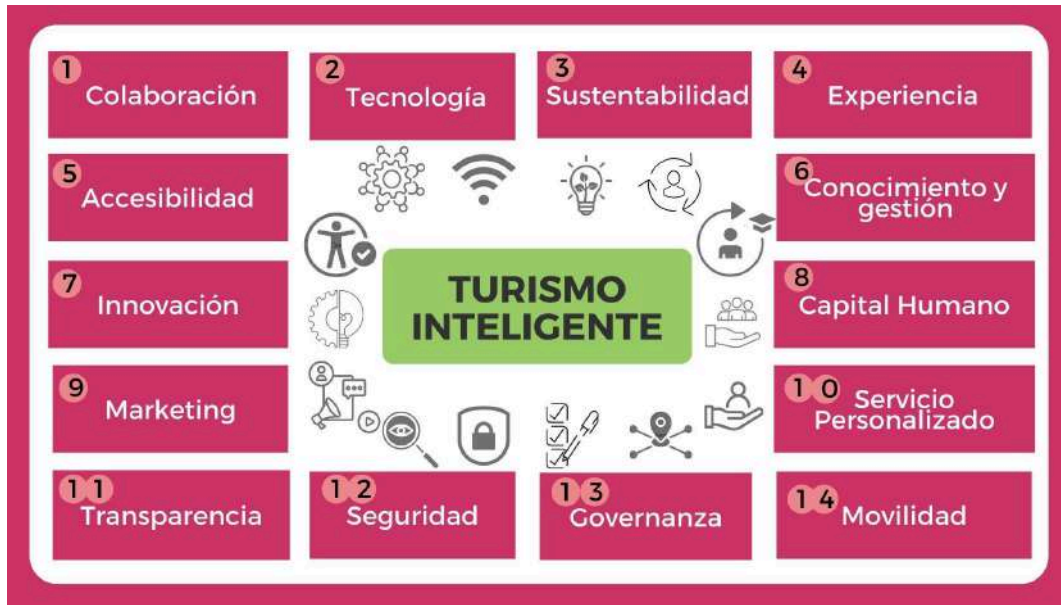 1
Colaboración
2
Tecnología
3
Sustentabilidad
4
Experiencia
5
Accesibilidad
6
Conocimiento y
gestión
TURISMO
INTELIGENTE
7
Innovación
8
Capital Humano
9
Marketing
10
Servicio
Personalizado
11
Transparencia
12
Seguridad
13
Governanza
14
Movilidad